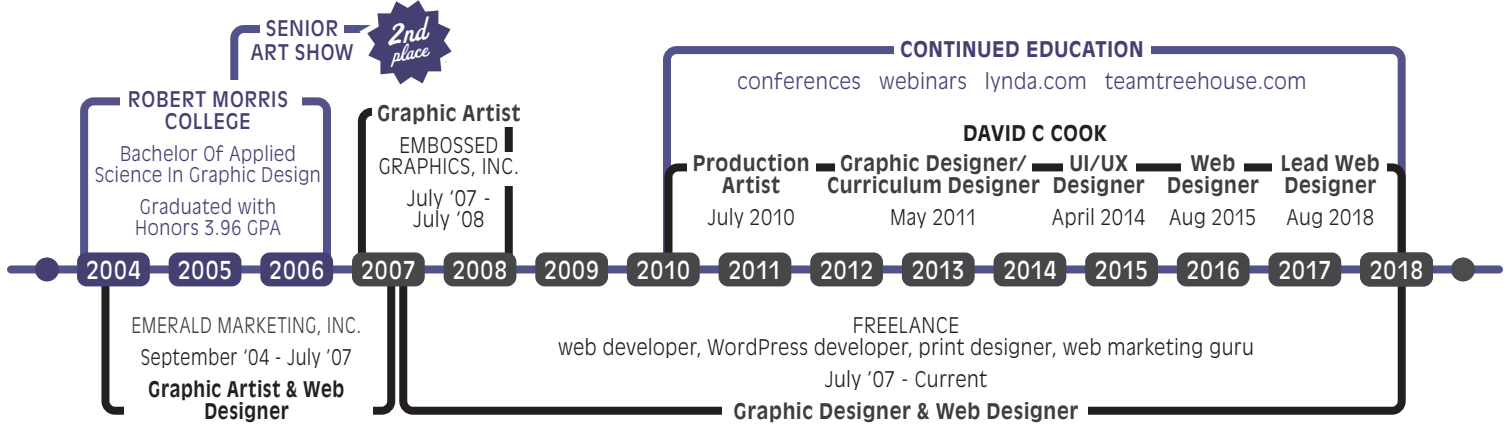 SENIOR
ART SHOW
2nd
place
ROBERT MORRIS
COLLEGE
Bachelor Of Applied
Science In Graphic Design
Graduated with
Honors 3.96 GPA
Graphic Artist
EMBOSSED
GRAPHICS, INC.
July ‘07 -
July ‘08
CONTINUED EDUCATION
conferences webinars lynda.com teamtreehouse.com
DAVID C COOK
Production
Artist
July 2010
Graphic Designer/
Curriculum Designer
May 2011
UI/UX
Designer
April 2014
Web
Designer
Aug 2015
Lead Web
Designer
Aug 2018
2004 2005 2006 2007 2008 2009 2010 2011 2012 2013 2014 2015 2016 2017 2018
EMERALD MARKETING, INC.
September ‘04 - July ‘07
Graphic Artist & Web
Designer
FREELANCE
web developer, WordPress developer, print designer, web marketing guru
July ‘07 - Current
Graphic Designer & Web Designer